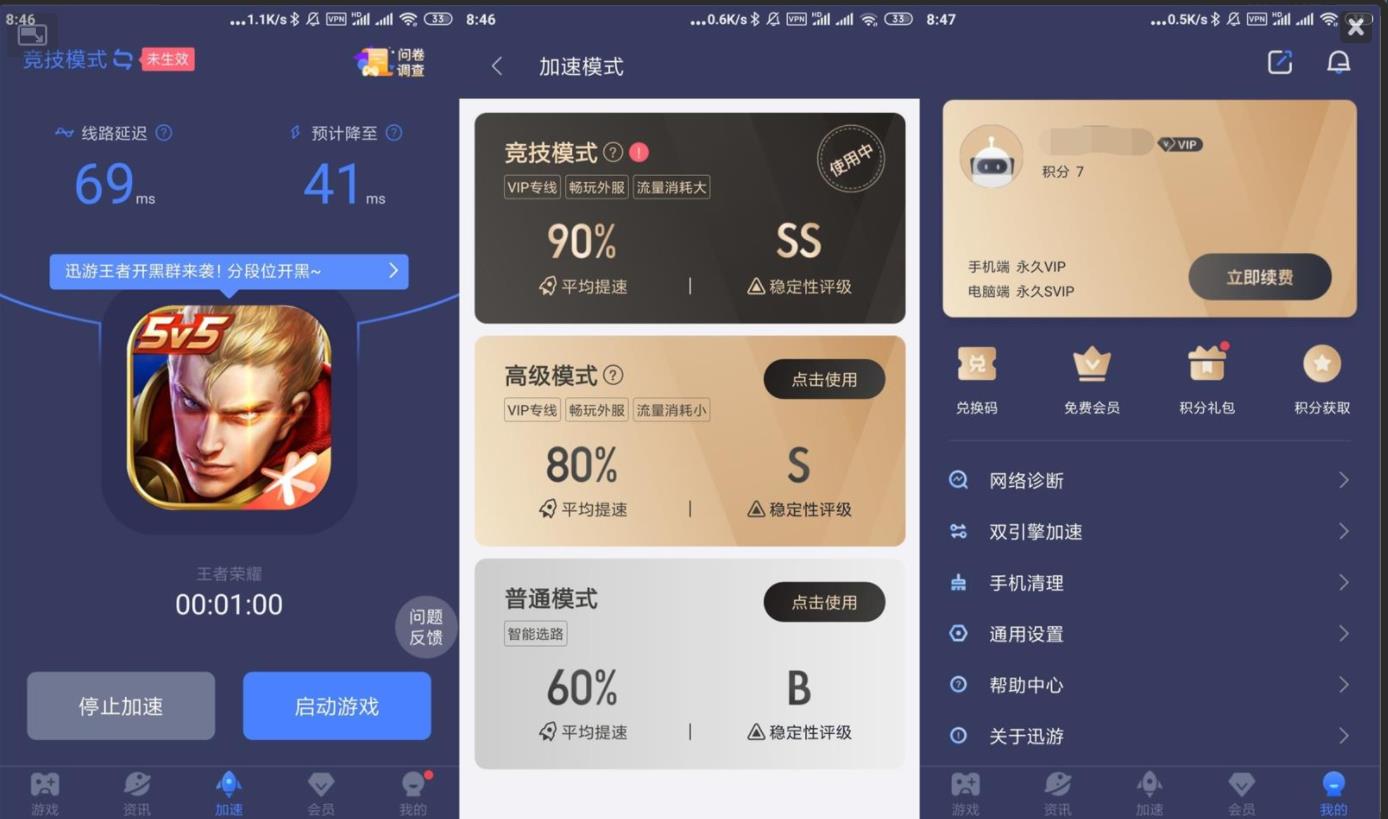 8:46
...1.1K/s VPN HD 33
竞技模式
未生效
问卷
调查
线路延迟 ?
预计降至 ?
69 ms
41 ms
迅游王者开黑群来袭! 分段位开黑~
5v5
王者荣耀
00:01:00
问题
反馈
停止加速
启动游戏
游戏
资讯
加速
会员
我的
8:46
...0.6K/s VPN HD 33
加速模式
竞技模式 ? !
使用中
VIP专线 畅玩外服 流量消耗大
90%
SS
平均提速 | 稳定性评级
高级模式 ?
点击使用
VIP专线 畅玩外服 流量消耗小
80%
S
平均提速 | 稳定性评级
普通模式
点击使用
智能选路
60%
B
平均提速 | 稳定性评级
8:47
...0.5K/s VPN HD
VIP
积分 7
手机端 永久VIP
电脑端 永久SVIP
立即续费
兑
兑换码
免费会员
积分礼包
积分获取
网络诊断
双引擎加速
手机清理
通用设置
帮助中心
关于迅游
游戏
资讯
加速
会员
我的